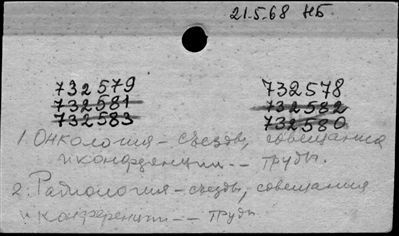 21.5.68 НБ
732579 732578
732581 732582
732583 732580
1. Онкология - съезды, совещания
и конференции -- труды.
2. Радиология - съезды, совещания
и конференции -- труды